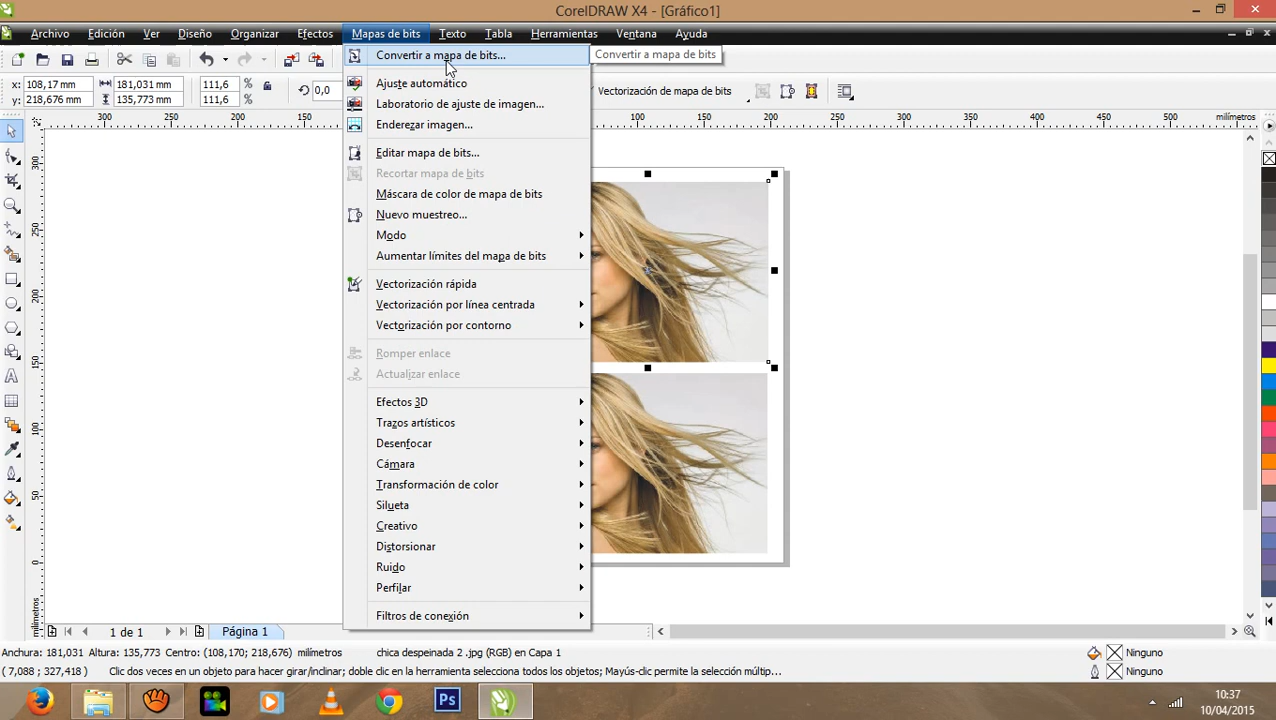 CorelDRAW X4 - [Gráfico1]
Archivo Edición Ver Diseño Organizar Efectos Mapas de bits Texto Tabla Herramientas Ventana Ayuda
Convertir a mapa de bits...
Convertir a mapa de bits
x: 108,17 mm 181,031 mm 111,6 % 0,0
y: 218,676 mm 135,773 mm 111,6 %
Vectorización de mapa de bits
300 250 200 100 150 200 250 300 milímetros
300
250
200
150
100
50
0
milímetros
Ajuste automático
Laboratorio de ajuste de imagen...
Enderezar imagen...
Editar mapa de bits...
Recortar mapa de bits
Máscara de color de mapa de bits
Nuevo muestreo...
Modo
Aumentar límites del mapa de bits
Vectorización rápida
Vectorización por línea centrada
Vectorización por contorno
Romper enlace
Actualizar enlace
Efectos 3D
Trazos artísticos
Desenfocar
Cámara
Transformación de color
Silueta
Creativo
Distorsionar
Ruido
Perfilar
Filtros de conexión
1 de 1 Página 1
Anchura: 181,031 Altura: 135,773 Centro: (108,170; 218,676) milímetros chica despeinada 2 .jpg (RGB) en Capa 1 Ninguno
( 7,088 ; 327,418 ) Clic dos veces en un objeto para hacer girar/inclinar; doble clic en la herramienta selecciona todos los objetos; Mayús-clic permite la selección múltip... Ninguno
Ps
10:37
10/04/2015